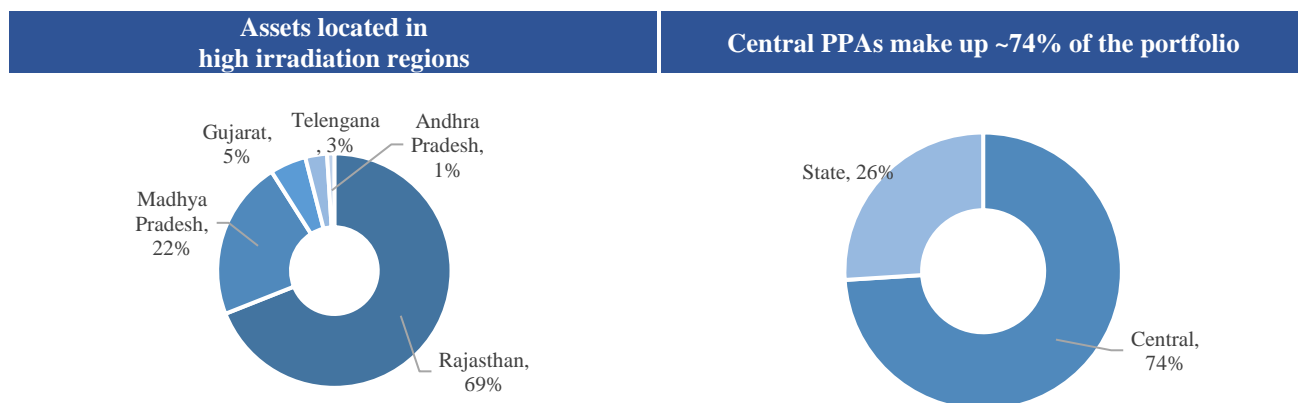 Assets located in
high irradiation regions
Central PPAs make up ~74% of the portfolio
Gujarat,
5%
Telengana
, 3%
Andhra
Pradesh,
1%
Madhya
Pradesh,
22%
Rajasthan,
69%
State, 26%
Central,
74%